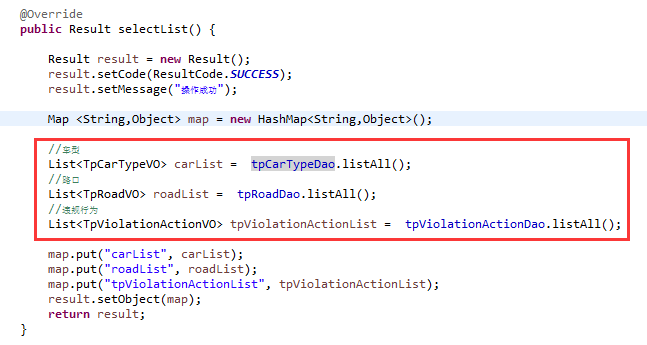 @Override
public Result selectList() {
Result result = new Result();
result.setCode(ResultCode.SUCCESS);
result.setMessage("操作成功");
Map <String,Object> map = new HashMap<String,Object>();
//车型
List<TpCarTypeVO> carList =  tpCarTypeDao.listAll();
//路口
List<TpRoadVO> roadList =  tpRoadDao.listAll();
//违规行为
List<TpViolationActionVO> tpViolationActionList =  tpViolationActionDao.listAll();
map.put("carList", carList);
map.put("roadList", roadList);
map.put("tpViolationActionList", tpViolationActionList);
result.setObject(map);
return result;
}